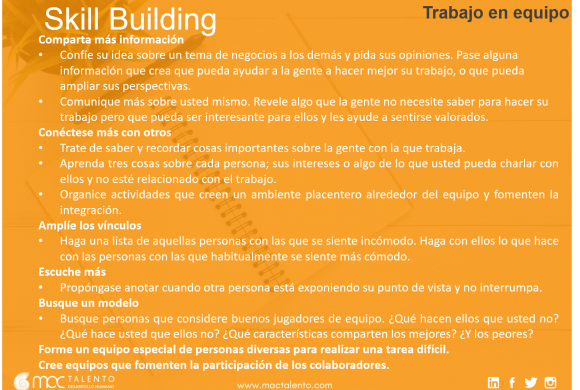 Skill Building
Trabajo en equipo
Comparta más información
• Confíe su idea sobre un tema de negocios a los demás y pida sus opiniones. Pase alguna
información que crea que pueda ayudar a la gente a hacer mejor su trabajo, o que pueda
ampliar sus perspectivas.
• Comunique más sobre usted mismo. Revele algo que la gente no necesite saber para hacer su
trabajo pero que pueda ser interesante para ellos y les ayude a sentirse valorados.
Conéctese más con otros
• Trate de saber y recordar cosas importantes sobre la gente con la que trabaja.
• Aprenda tres cosas sobre cada persona; sus intereses o algo de lo que usted pueda charlar con
ellos y no esté relacionado con el trabajo.
• Organice actividades que creen un ambiente placentero alrededor del equipo y fomenten la
integración.
Amplíe los vínculos
• Haga una lista de aquellas personas con las que se siente incómodo. Haga con ellos lo que hace
con las personas con las que habitualmente se siente más cómodo.
Escuche más
• Propóngase anotar cuando otra persona está exponiendo su punto de vista y no interrumpa.
Busque un modelo
• Busque personas que considere buenos jugadores de equipo. ¿Qué hacen ellos que usted no?
¿Qué hace usted que ellos no? ¿Qué características comparten los mejores? ¿Y los peores?
Forme un equipo especial de personas diversas para realizar una tarea difícil.
Cree equipos que fomenten la participación de los colaboradores.
MOC TALENTO
DESARROLLO HUMANO
www.moctalento.com